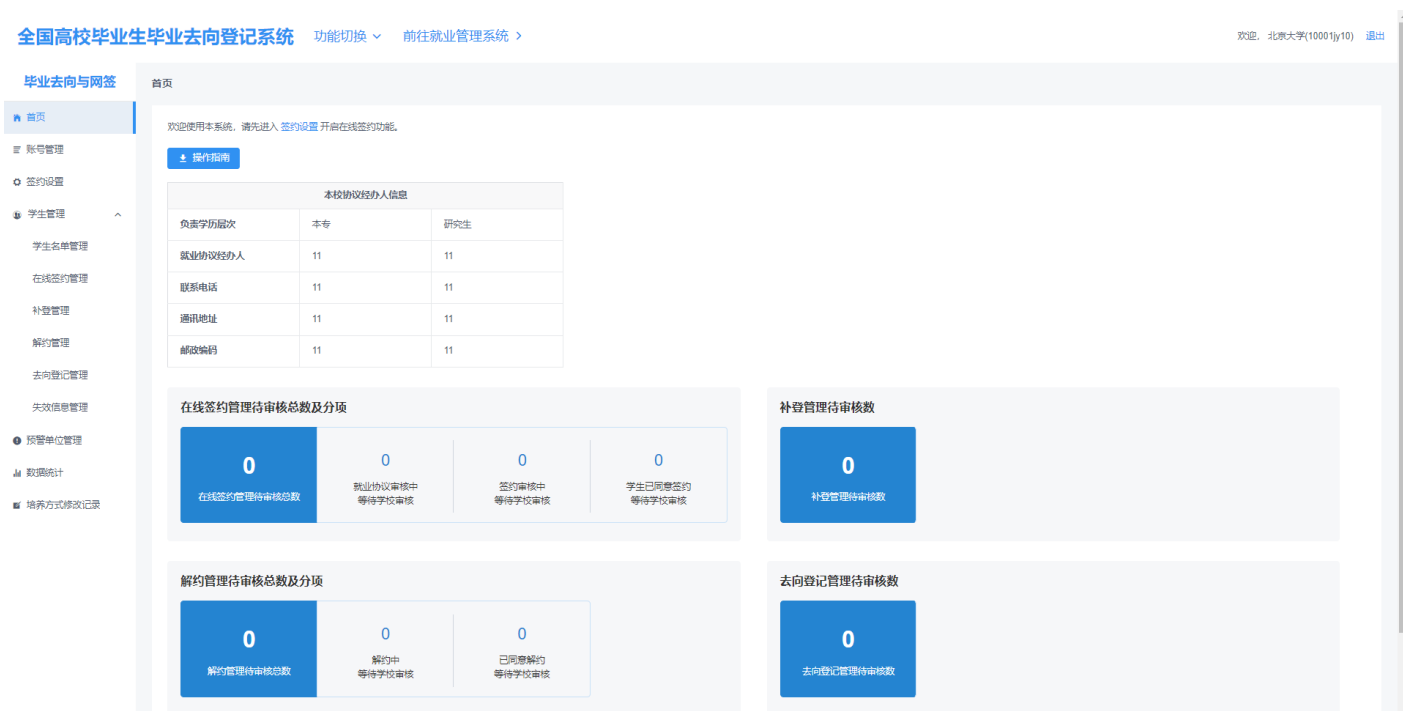 全国高校毕业生毕业去向登记系统 功能切换 前往就业管理系统 欢迎，北京大学(10001jy10) 退出
毕业去向与网签
首页
账号管理
签约设置
学生管理
学生名单管理
在线签约管理
补登管理
解约管理
去向登记管理
失效信息管理
预警单位管理
数据统计
培养方式修改记录
首页
欢迎使用本系统，请先进入 签约设置 开启在线签约功能。
操作指南
本校协议经办人信息
负责学历层次 本专 研究生
就业协议经办人 11 11
联系电话 11 11
通讯地址 11 11
邮政编码 11 11
在线签约管理待审核总数及分项
0
在线签约管理待审核总数
0
就业协议审核中
等待学校审核
0
签约审核中
等待学校审核
0
学生已同意签约
等待学校审核
补登管理待审核数
0
补登管理待审核数
解约管理待审核总数及分项
0
解约管理待审核总数
0
解约中
等待学校审核
0
已同意解约
等待学校审核
去向登记管理待审核数
0
去向登记管理待审核数